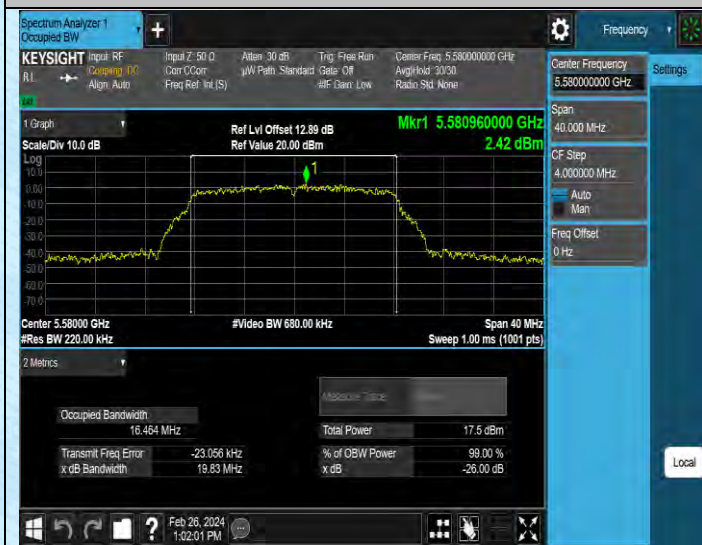 Spectrum Analyzer 1
Occupied BW
Frequency
KEYSIGHT Input: RF Input Z: 50 Ω Atten: 30 dB Trig: Free Run Center Freq: 5.580000000 GHz
RL Coupling: DC Corr CCorr µW Path: Standard Gate: Off Avg|Hold: 30/30
Align: Auto Freq Ref: Int (S) #IF Gain: Low Radio Std: None
Center Frequency
5.580000000 GHz
Settings
Span
40.000 MHz
CF Step
4.000000 MHz
Auto
Man
Freq Offset
0 Hz
1 Graph
Ref Lvl Offset 12.89 dB
Mkr1 5.580960000 GHz
Scale/Div 10.0 dB
Ref Value 20.00 dBm
2.42 dBm
Log
10.0
0.00
-10.0
-20.0
-30.0
-40.0
-50.0
-60.0
-70.0
1
Center 5.58000 GHz
#Video BW 680.00 kHz
Span 40 MHz
#Res BW 220.00 kHz
Sweep 1.00 ms (1001 pts)
2 Metrics
Measure Trace
Occupied Bandwidth
16.464 MHz
Total Power 17.5 dBm
Transmit Freq Error -23.056 kHz
% of OBW Power 99.00 %
x dB Bandwidth 19.83 MHz
x dB -26.00 dB
Local
Feb 26, 2024
1:02:01 PM